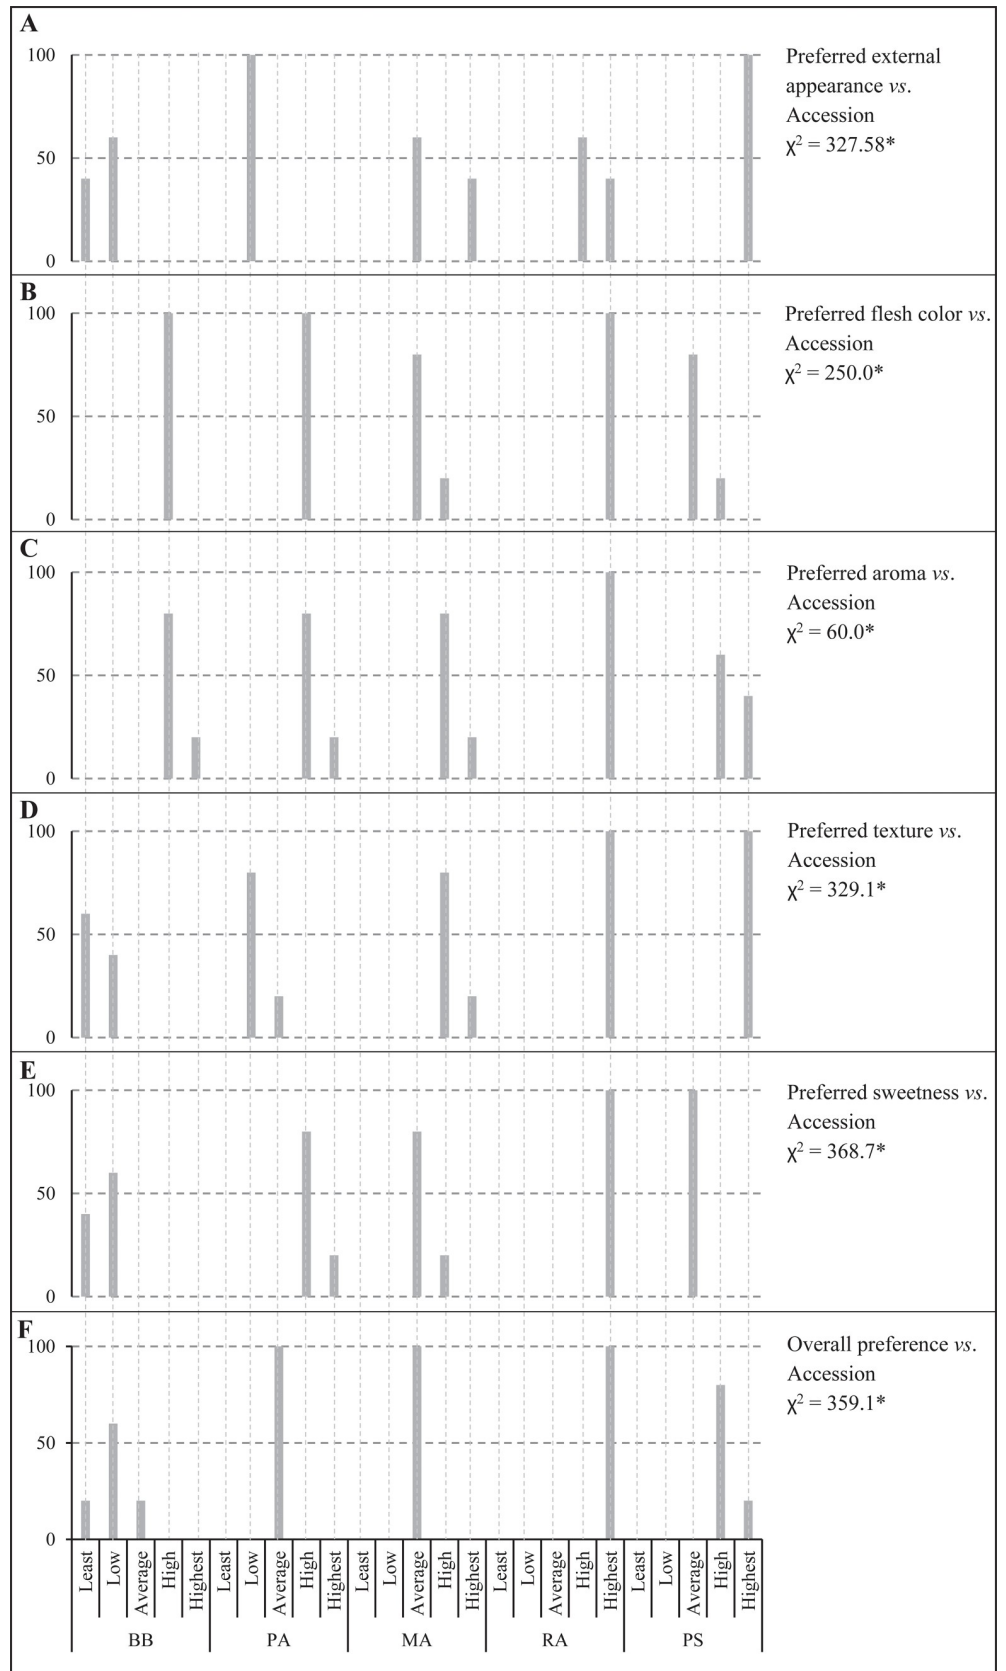 A
100
50
0
Preferred external
appearance vs.
Accession
χ2 = 327.58*
B
100
50
0
Preferred flesh color vs.
Accession
χ2 = 250.0*
C
100
50
0
Preferred aroma vs.
Accession
χ2 = 60.0*
D
100
50
0
Preferred texture vs.
Accession
χ2 = 329.1*
E
100
50
0
Preferred sweetness vs.
Accession
χ2 = 368.7*
F
100
50
0
Overall preference vs.
Accession
χ2 = 359.1*
Least Low Average High Highest Least Low Average High Highest Least Low Average High Highest Least Low Average High Highest Least Low Average High Highest
BB PA MA RA PS